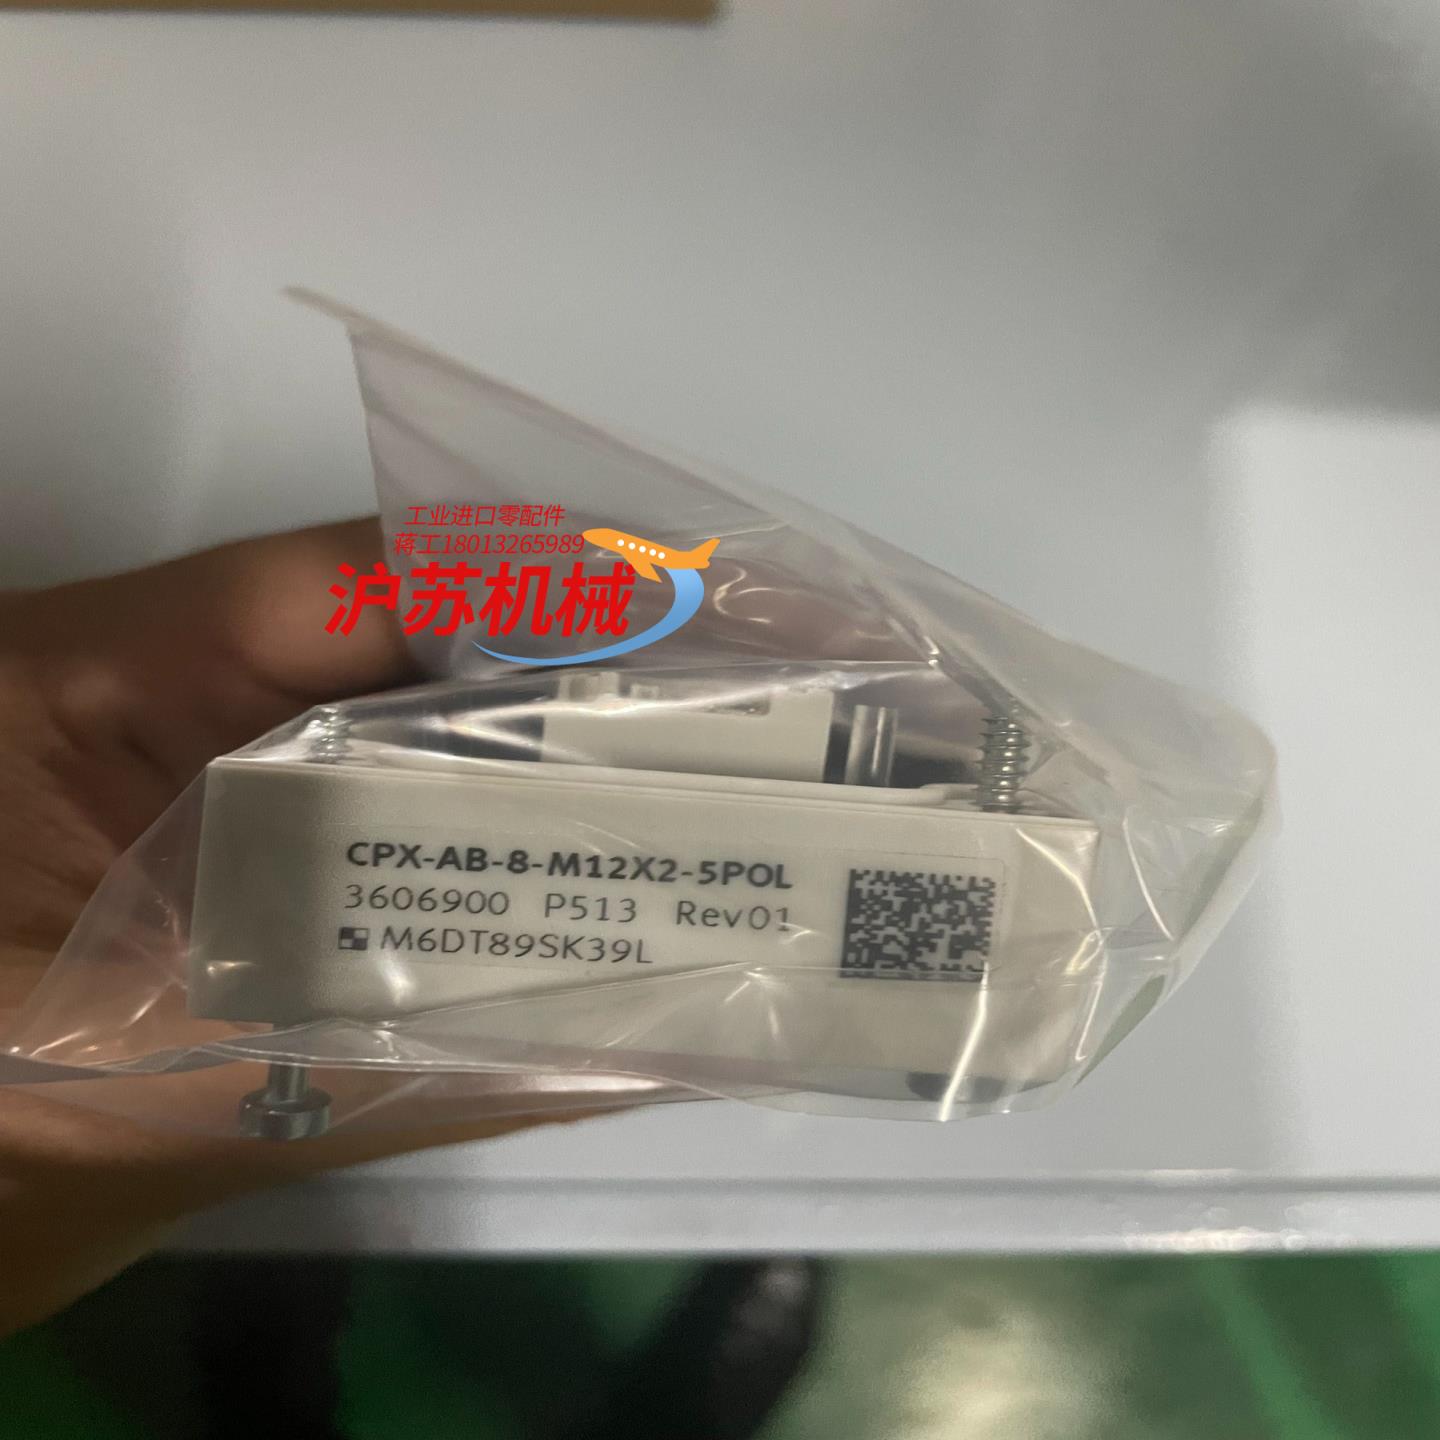 工业进口零配件
蒋工18013265989
沪苏机械
CPX-AB-8-M12X2-5POL
3606900 P513 Rev01
M6DT89SK39L